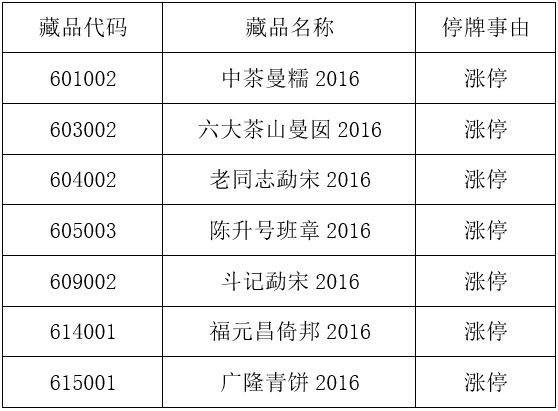 藏品代码 藏品名称 停牌事由
601002 中茶曼糯 2016 涨停
603002 六大茶山曼囡 2016 涨停
604002 老同志勐宋 2016 涨停
605003 陈升号班章 2016 涨停
609002 斗记勐宋 2016 涨停
614001 福元昌倚邦 2016 涨停
615001 广隆青饼 2016 涨停